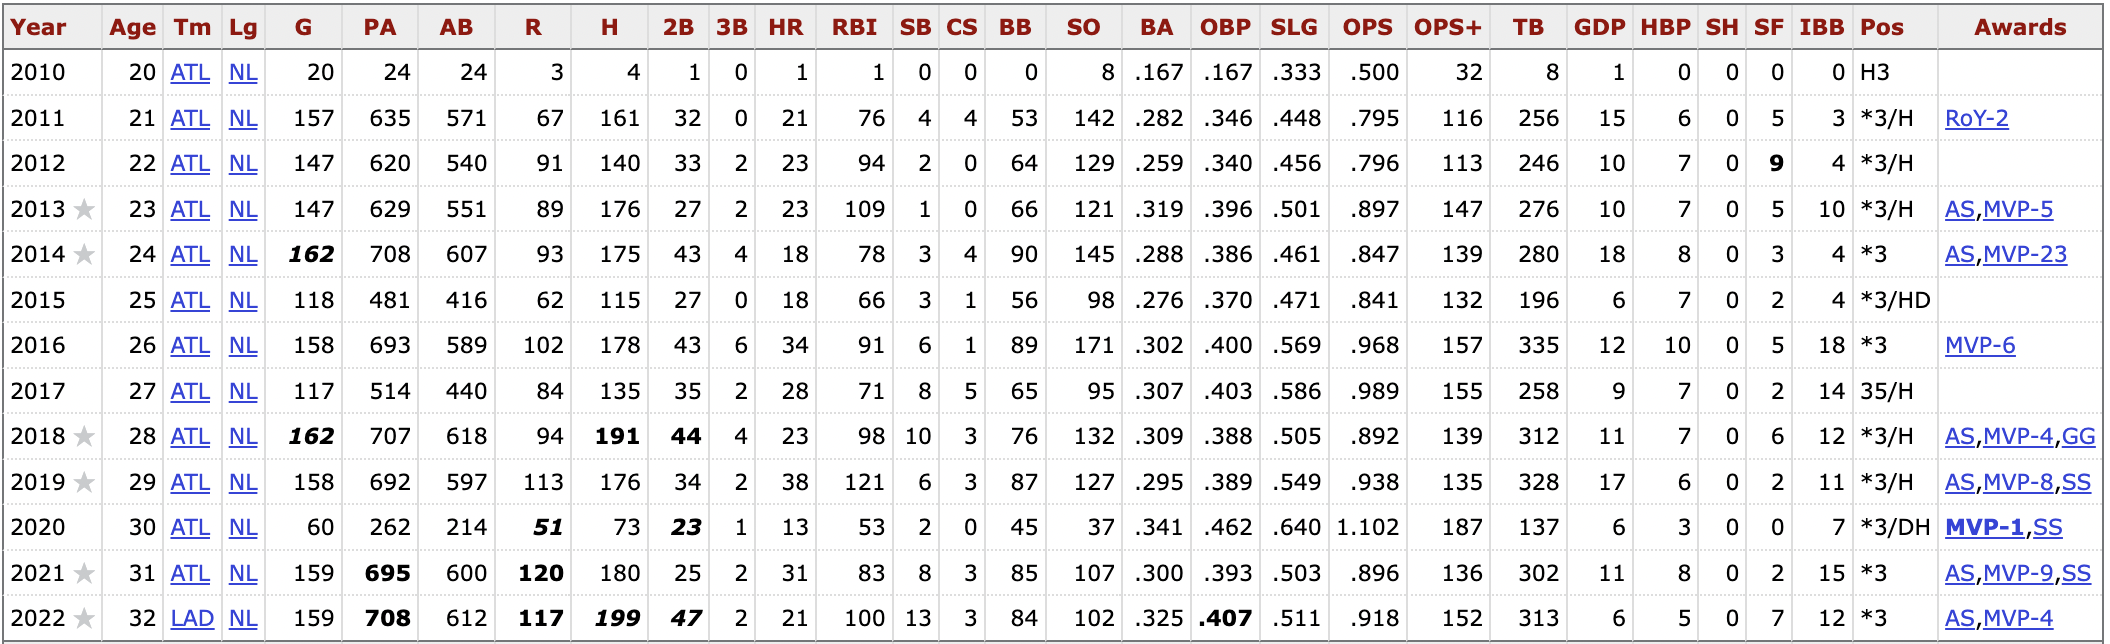 Year Age Tm Lg G PA AB R H 2B 3B HR RBI SB CS BB SO BA OBP SLG OPS OPS+ TB GDP HBP SH SF IBB Pos Awards
2010 20 ATL NL 20 24 24 3 4 1 0 1 1 0 0 0 8 .167 .167 .333 .500 32 8 1 0 0 0 0 H3
2011 21 ATL NL 157 635 571 67 161 32 0 21 76 4 4 53 142 .282 .346 .448 .795 116 256 15 6 0 5 3 *3/H RoY-2
2012 22 ATL NL 147 620 540 91 140 33 2 23 94 2 0 64 129 .259 .340 .456 .796 113 246 10 7 0 9 4 *3/H
2013 ★ 23 ATL NL 147 629 551 89 176 27 2 23 109 1 0 66 121 .319 .396 .501 .897 147 276 10 7 0 5 10 *3/H AS,MVP-5
2014 ★ 24 ATL NL 162 708 607 93 175 43 4 18 78 3 4 90 145 .288 .386 .461 .847 139 280 18 8 0 3 4 *3 AS,MVP-23
2015 25 ATL NL 118 481 416 62 115 27 0 18 66 3 1 56 98 .276 .370 .471 .841 132 196 6 7 0 2 4 *3/HD
2016 26 ATL NL 158 693 589 102 178 43 6 34 91 6 1 89 171 .302 .400 .569 .968 157 335 12 10 0 5 18 *3 MVP-6
2017 27 ATL NL 117 514 440 84 135 35 2 28 71 8 5 65 95 .307 .403 .586 .989 155 258 9 7 0 2 14 35/H
2018 ★ 28 ATL NL 162 707 618 94 191 44 4 23 98 10 3 76 132 .309 .388 .505 .892 139 312 11 7 0 6 12 *3/H AS,MVP-4,GG
2019 ★ 29 ATL NL 158 692 597 113 176 34 2 38 121 6 3 87 127 .295 .389 .549 .938 135 328 17 6 0 2 11 *3/H AS,MVP-8,SS
2020 30 ATL NL 60 262 214 51 73 23 1 13 53 2 0 45 37 .341 .462 .640 1.102 187 137 6 3 0 0 7 *3/DH MVP-1,SS
2021 ★ 31 ATL NL 159 695 600 120 180 25 2 31 83 8 3 85 107 .300 .393 .503 .896 136 302 11 8 0 2 15 *3 AS,MVP-9,SS
2022 ★ 32 LAD NL 159 708 612 117 199 47 2 21 100 13 3 84 102 .325 .407 .511 .918 152 313 6 5 0 7 12 *3 AS,MVP-4